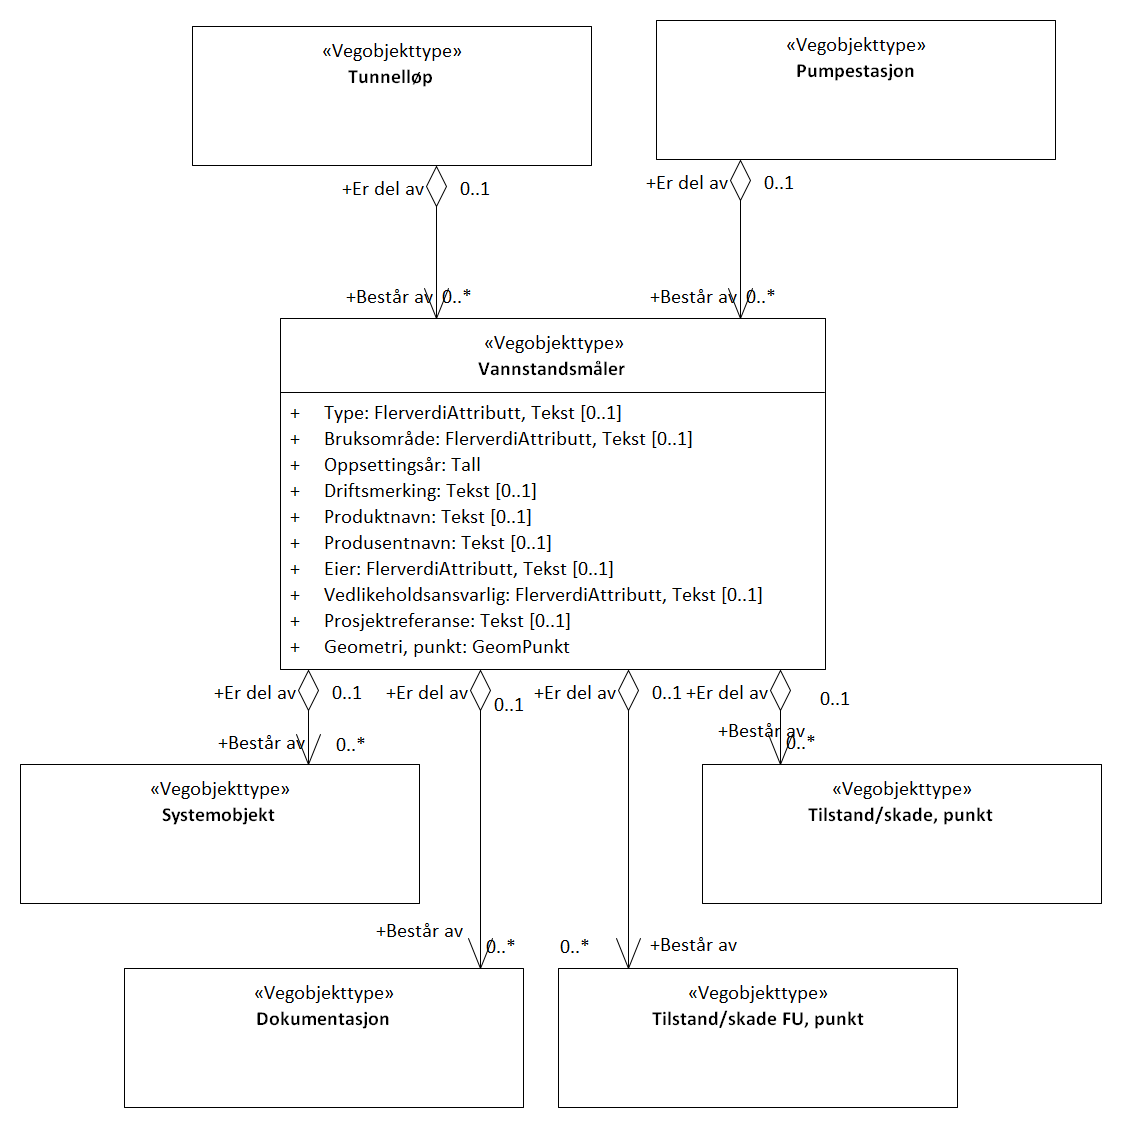 «Vegobjekttype»
Tunnelløp
«Vegobjekttype»
Pumpestasjon
+Er del av 0..1
+Er del av 0..1
+Består av 0..*
+Består av 0..*
«Vegobjekttype»
Vannstandsmåler
+ Type: FlerverdiAttributt, Tekst [0..1]
+ Bruksområde: FlerverdiAttributt, Tekst [0..1]
+ Oppsettingsår: Tall
+ Driftsmerking: Tekst [0..1]
+ Produktnavn: Tekst [0..1]
+ Produsentnavn: Tekst [0..1]
+ Eier: FlerverdiAttributt, Tekst [0..1]
+ Vedlikeholdsansvarlig: FlerverdiAttributt, Tekst [0..1]
+ Prosjektreferanse: Tekst [0..1]
+ Geometri, punkt: GeomPunkt
+Er del av 0..1
+Er del av 0..1
+Er del av 0..1
+Er del av 0..1
+Består av 0..*
+Består av 0..*
«Vegobjekttype»
Systemobjekt
«Vegobjekttype»
Tilstand/skade, punkt
+Består av 0..*
0..* +Består av
«Vegobjekttype»
Dokumentasjon
«Vegobjekttype»
Tilstand/skade FU, punkt